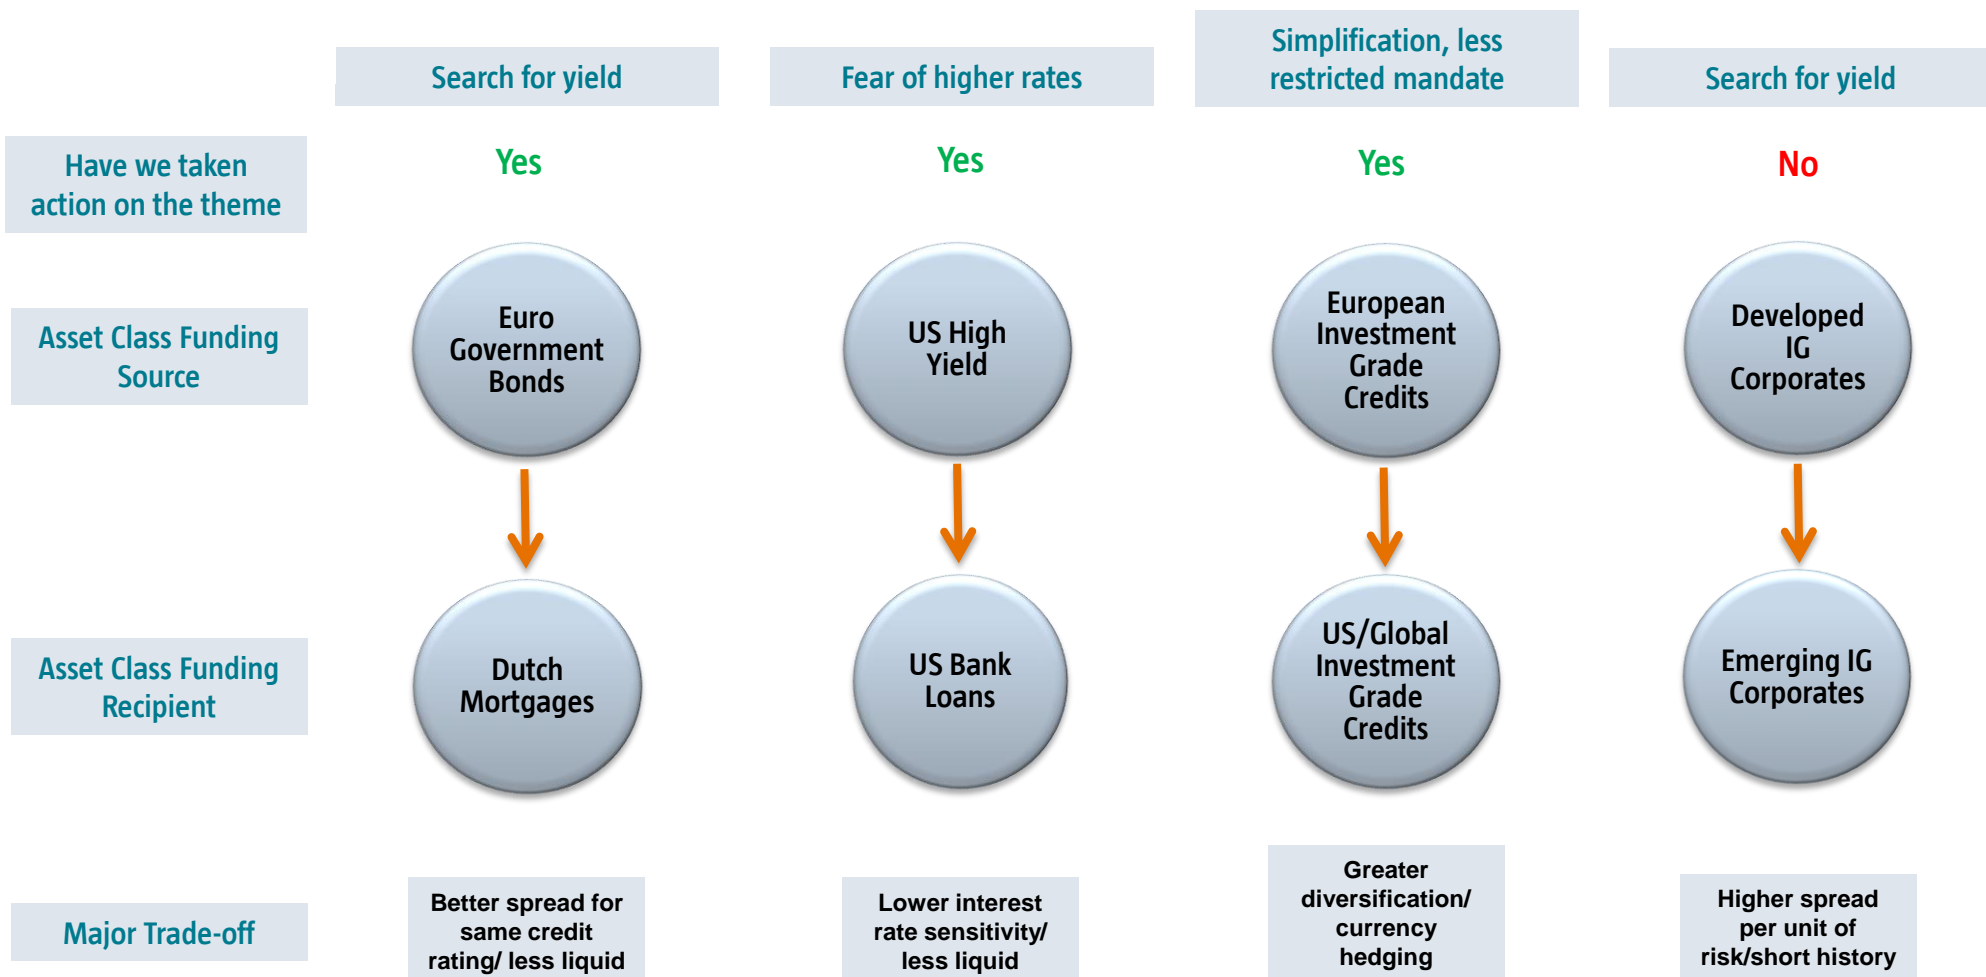 Search for yield
Fear of higher rates
Simplification, less
restricted mandate
Search for yield
Have we taken
action on the theme
Yes
Yes
Yes
No
Asset Class Funding
Source
Euro
Government
Bonds
US High
Yield
European
Investment
Grade
Credits
Developed
IG
Corporates
Asset Class Funding
Recipient
Dutch
Mortgages
US Bank
Loans
US/Global
Investment
Grade
Credits
Emerging IG
Corporates
Major Trade-off
Better spread for
same credit
rating/ less liquid
Lower interest
rate sensitivity/
less liquid
Greater
diversification/
currency
hedging
Higher spread
per unit of
risk/short history